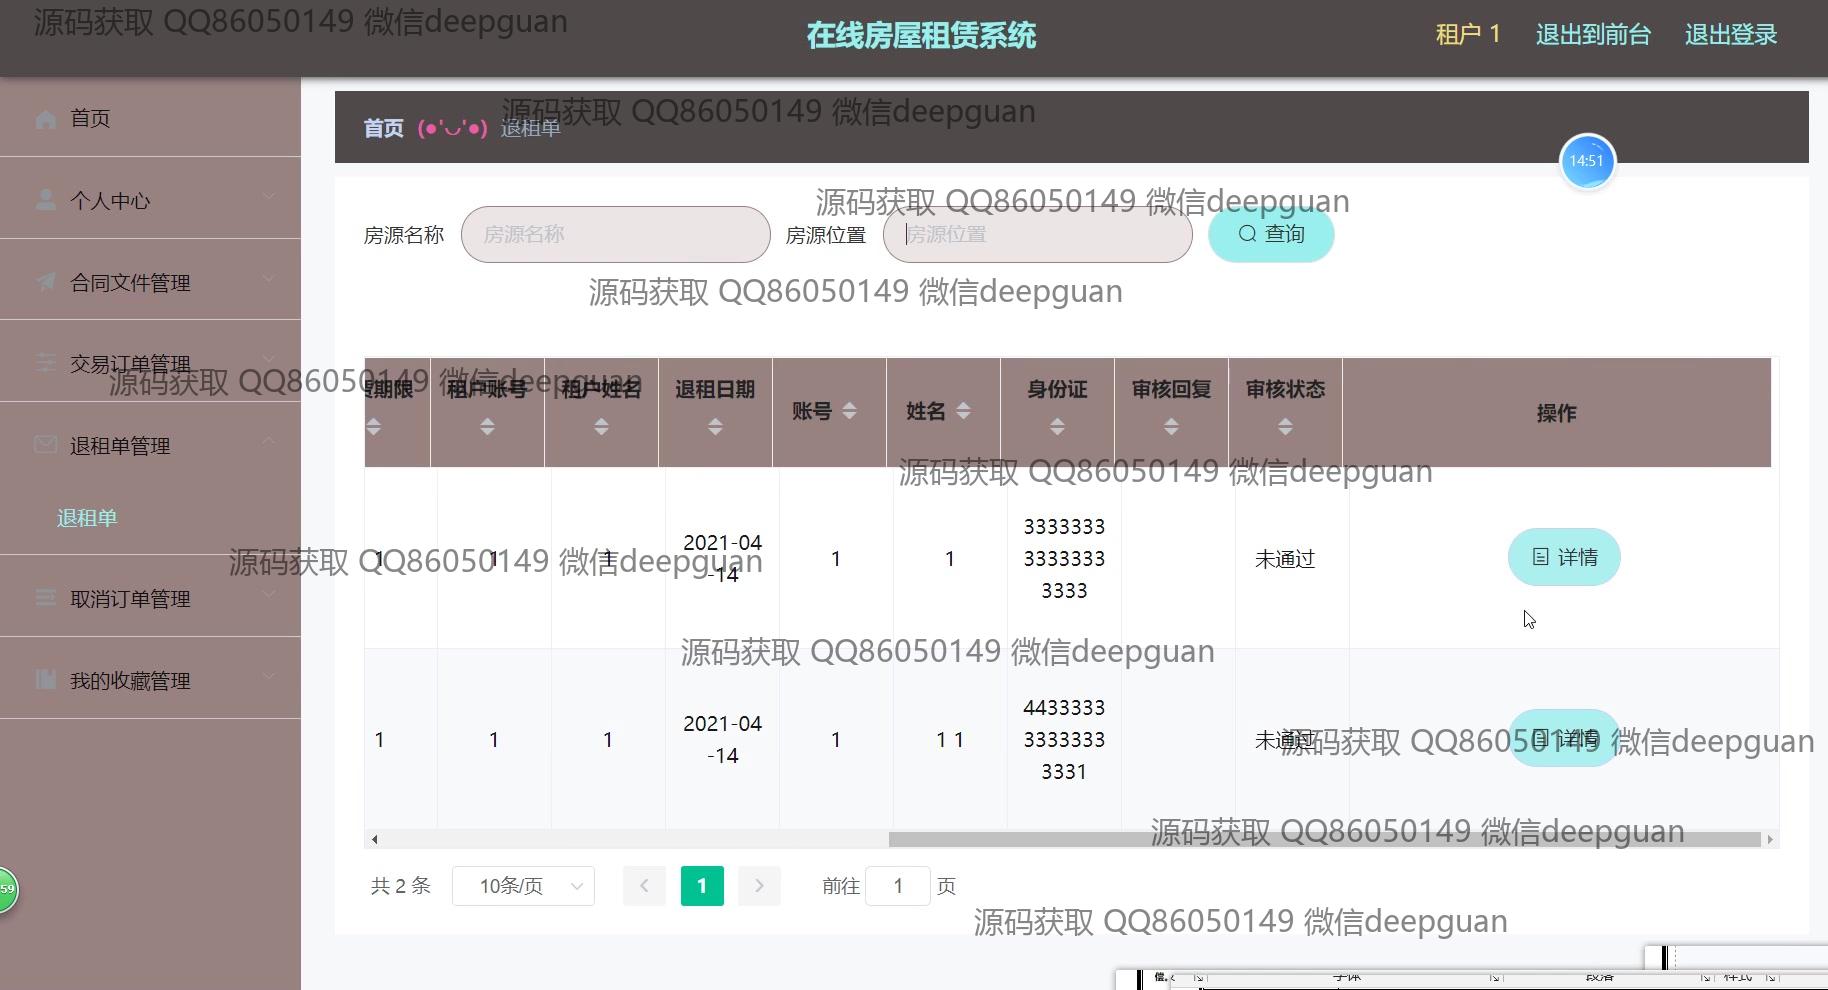 源码获取 QQ86050149 微信deepguan
在线房屋租赁系统
租户 1
退出到前台
退出登录
首页
个人中心
合同文件管理
交易订单管理
退租单管理
退租单
取消订单管理
我的收藏管理
源码获取 QQ86050149 微信deepguan
首页 (●'◡'●) 退租单
14:51
源码获取 QQ86050149 微信deepguan
房源名称 房源名称 房源位置 房源位置 查询
源码获取 QQ86050149 微信deepguan
源码获取 QQ86050149 微信deepguan
期限 租户账号 租户姓名 退租日期 账号 姓名 身份证 审核回复 审核状态 操作
源码获取 QQ86050149 微信deepguan
1 1 1 2021-04-14 1 1 333333333333333333 未通过 详情
源码获取 QQ86050149 微信deepguan
源码获取 QQ86050149 微信deepguan
1 1 1 2021-04-14 1 1 1 443333333333333331 未通过 详情
源码获取 QQ86050149 微信deepguan
源码获取 QQ86050149 微信deepguan
共 2 条 10条/页 1 前往 1 页
59
源码获取 QQ86050149 微信deepguan